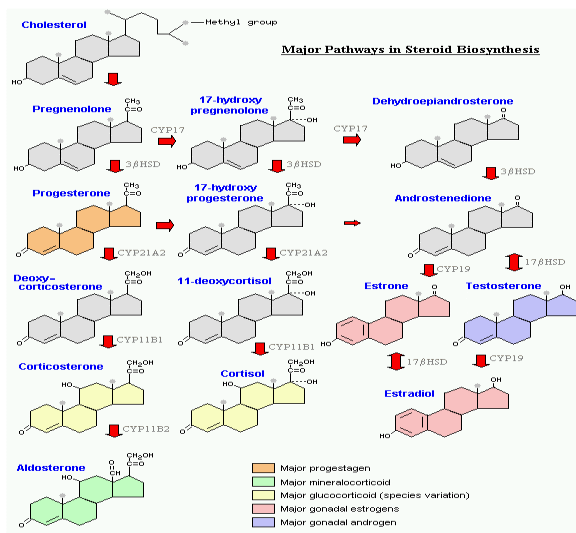 Cholesterol
Methyl group
Major Pathways in Steroid Biosynthesis
HO
Pregnenolone
CH3
C=O
CYP17
17-hydroxy
pregnenolone
CH3
C=O
OH
CYP17
Dehydroepiandrosterone
O
HO
3βHSD
HO
3βHSD
HO
3βHSD
Progesterone
CH3
C=O
17-hydroxy
progesterone
CH3
C=O
OH
Androstenedione
O
O
CYP21A2
O
CYP21A2
O
CYP19
17βHSD
Deoxy-
corticosterone
CH2OH
C=O
11-deoxycortisol
CH2OH
C=O
OH
Estrone
O
Testosterone
OH
O
CYP11B1
O
CYP11B1
HO
17βHSD
O
CYP19
Corticosterone
CH2OH
C=O
HO
Cortisol
CH2OH
C=O
OH
HO
Estradiol
OH
O
CYP11B2
O
HO
Aldosterone
O
CH
CH2OH
C=O
HO
O
Major progestagen
Major mineralocorticoid
Major glucocorticoid (species variation)
Major gonadal estrogens
Major gonadal androgen